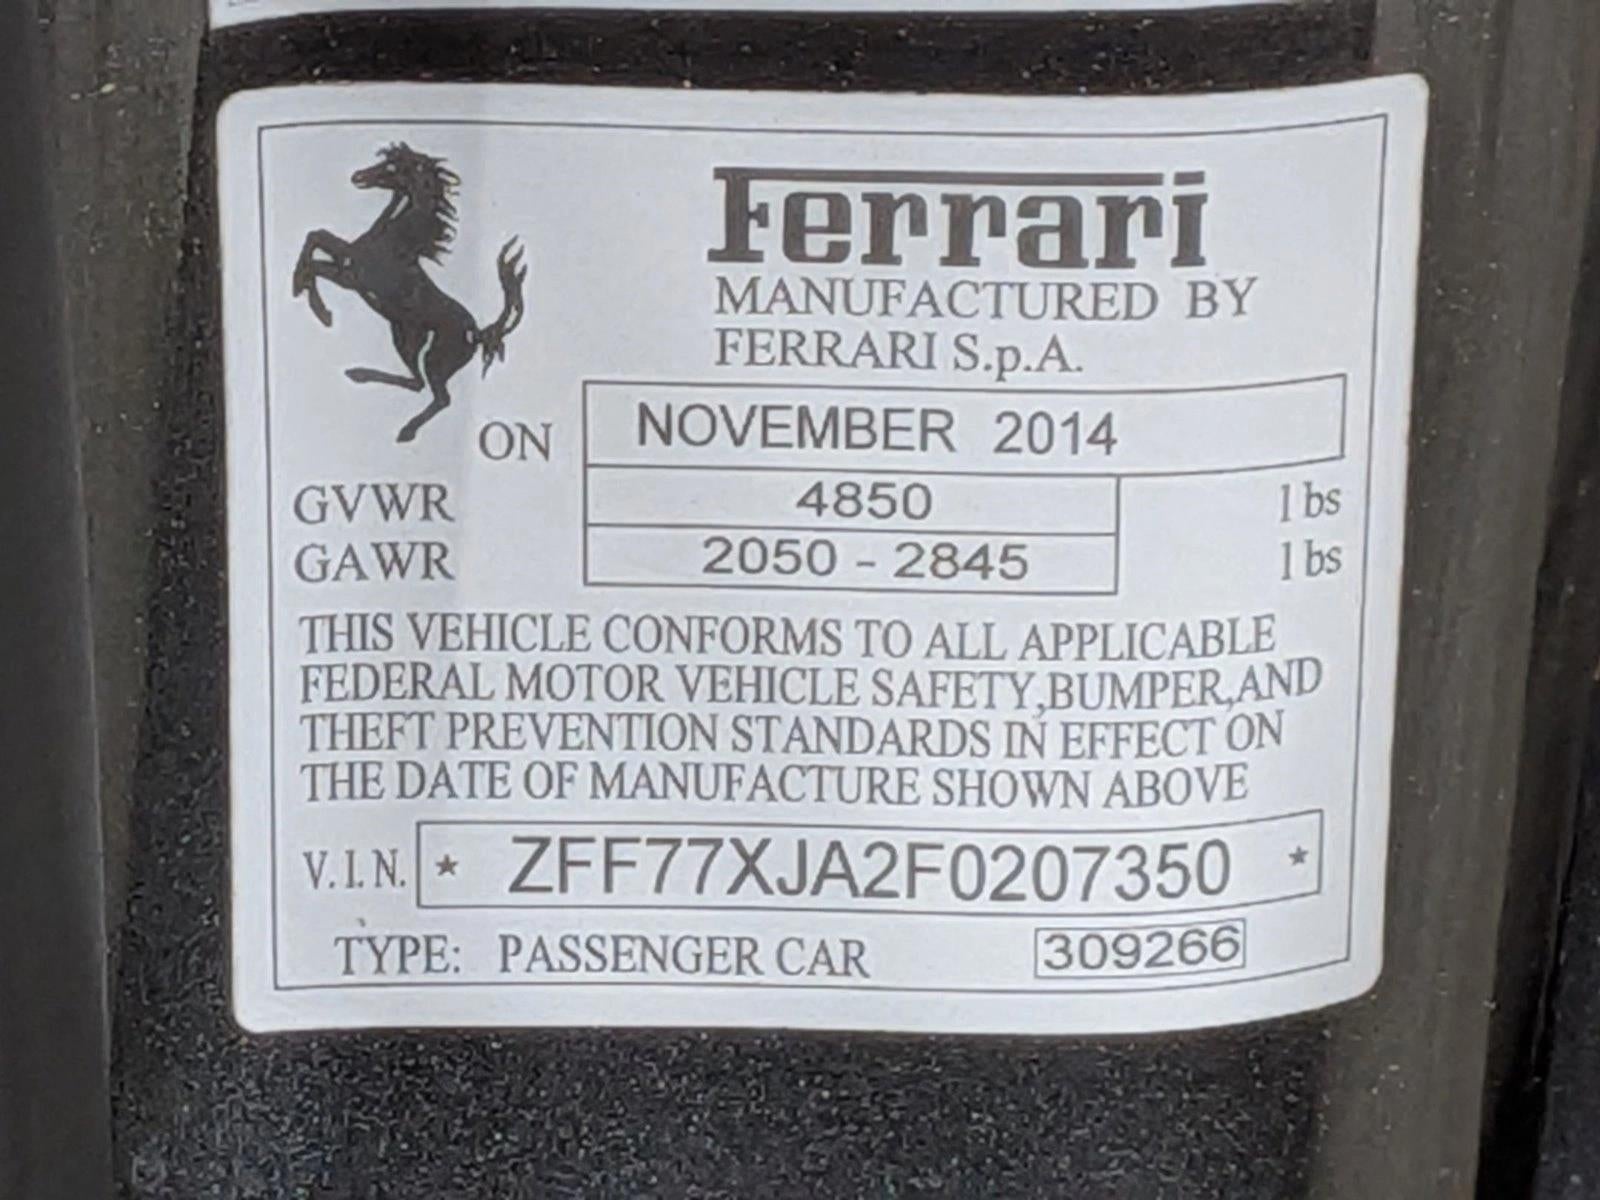 Ferrari
MANUFACTURED BY
FERRARI S.p.A.
ON NOVEMBER 2014
GVWR 4850 lbs
GAWR 2050 - 2845 lbs
THIS VEHICLE CONFORMS TO ALL APPLICABLE
FEDERAL MOTOR VEHICLE SAFETY,BUMPER,AND
THEFT PREVENTION STANDARDS IN EFFECT ON
THE DATE OF MANUFACTURE SHOWN ABOVE
V.I.N. * ZFF77XJA2F0207350 *
TYPE: PASSENGER CAR 309266